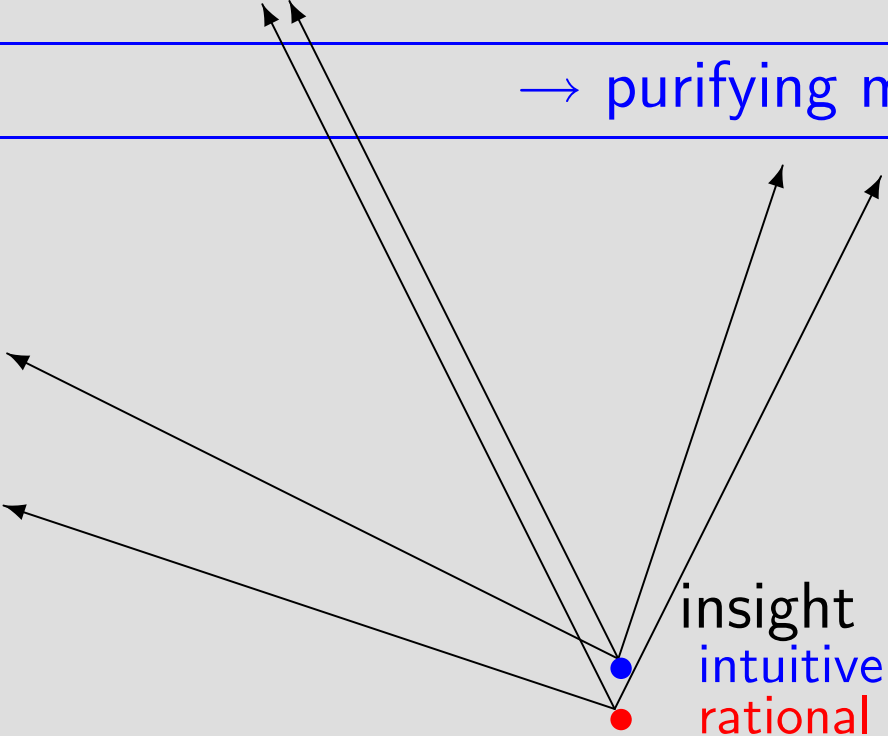 → purifying m
insight
intuitive
rational